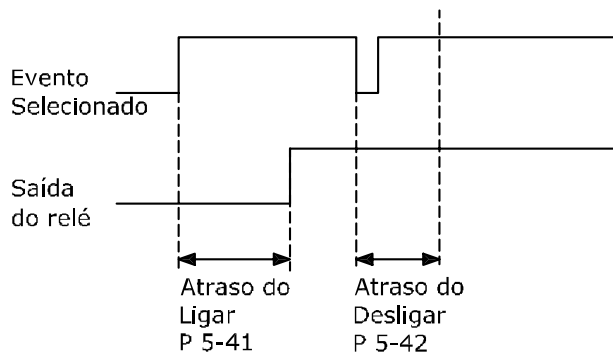 Evento
Selecionado
Saída
do relé
Atraso do
Ligar
P 5-41
Atraso do
Desligar
P 5-42